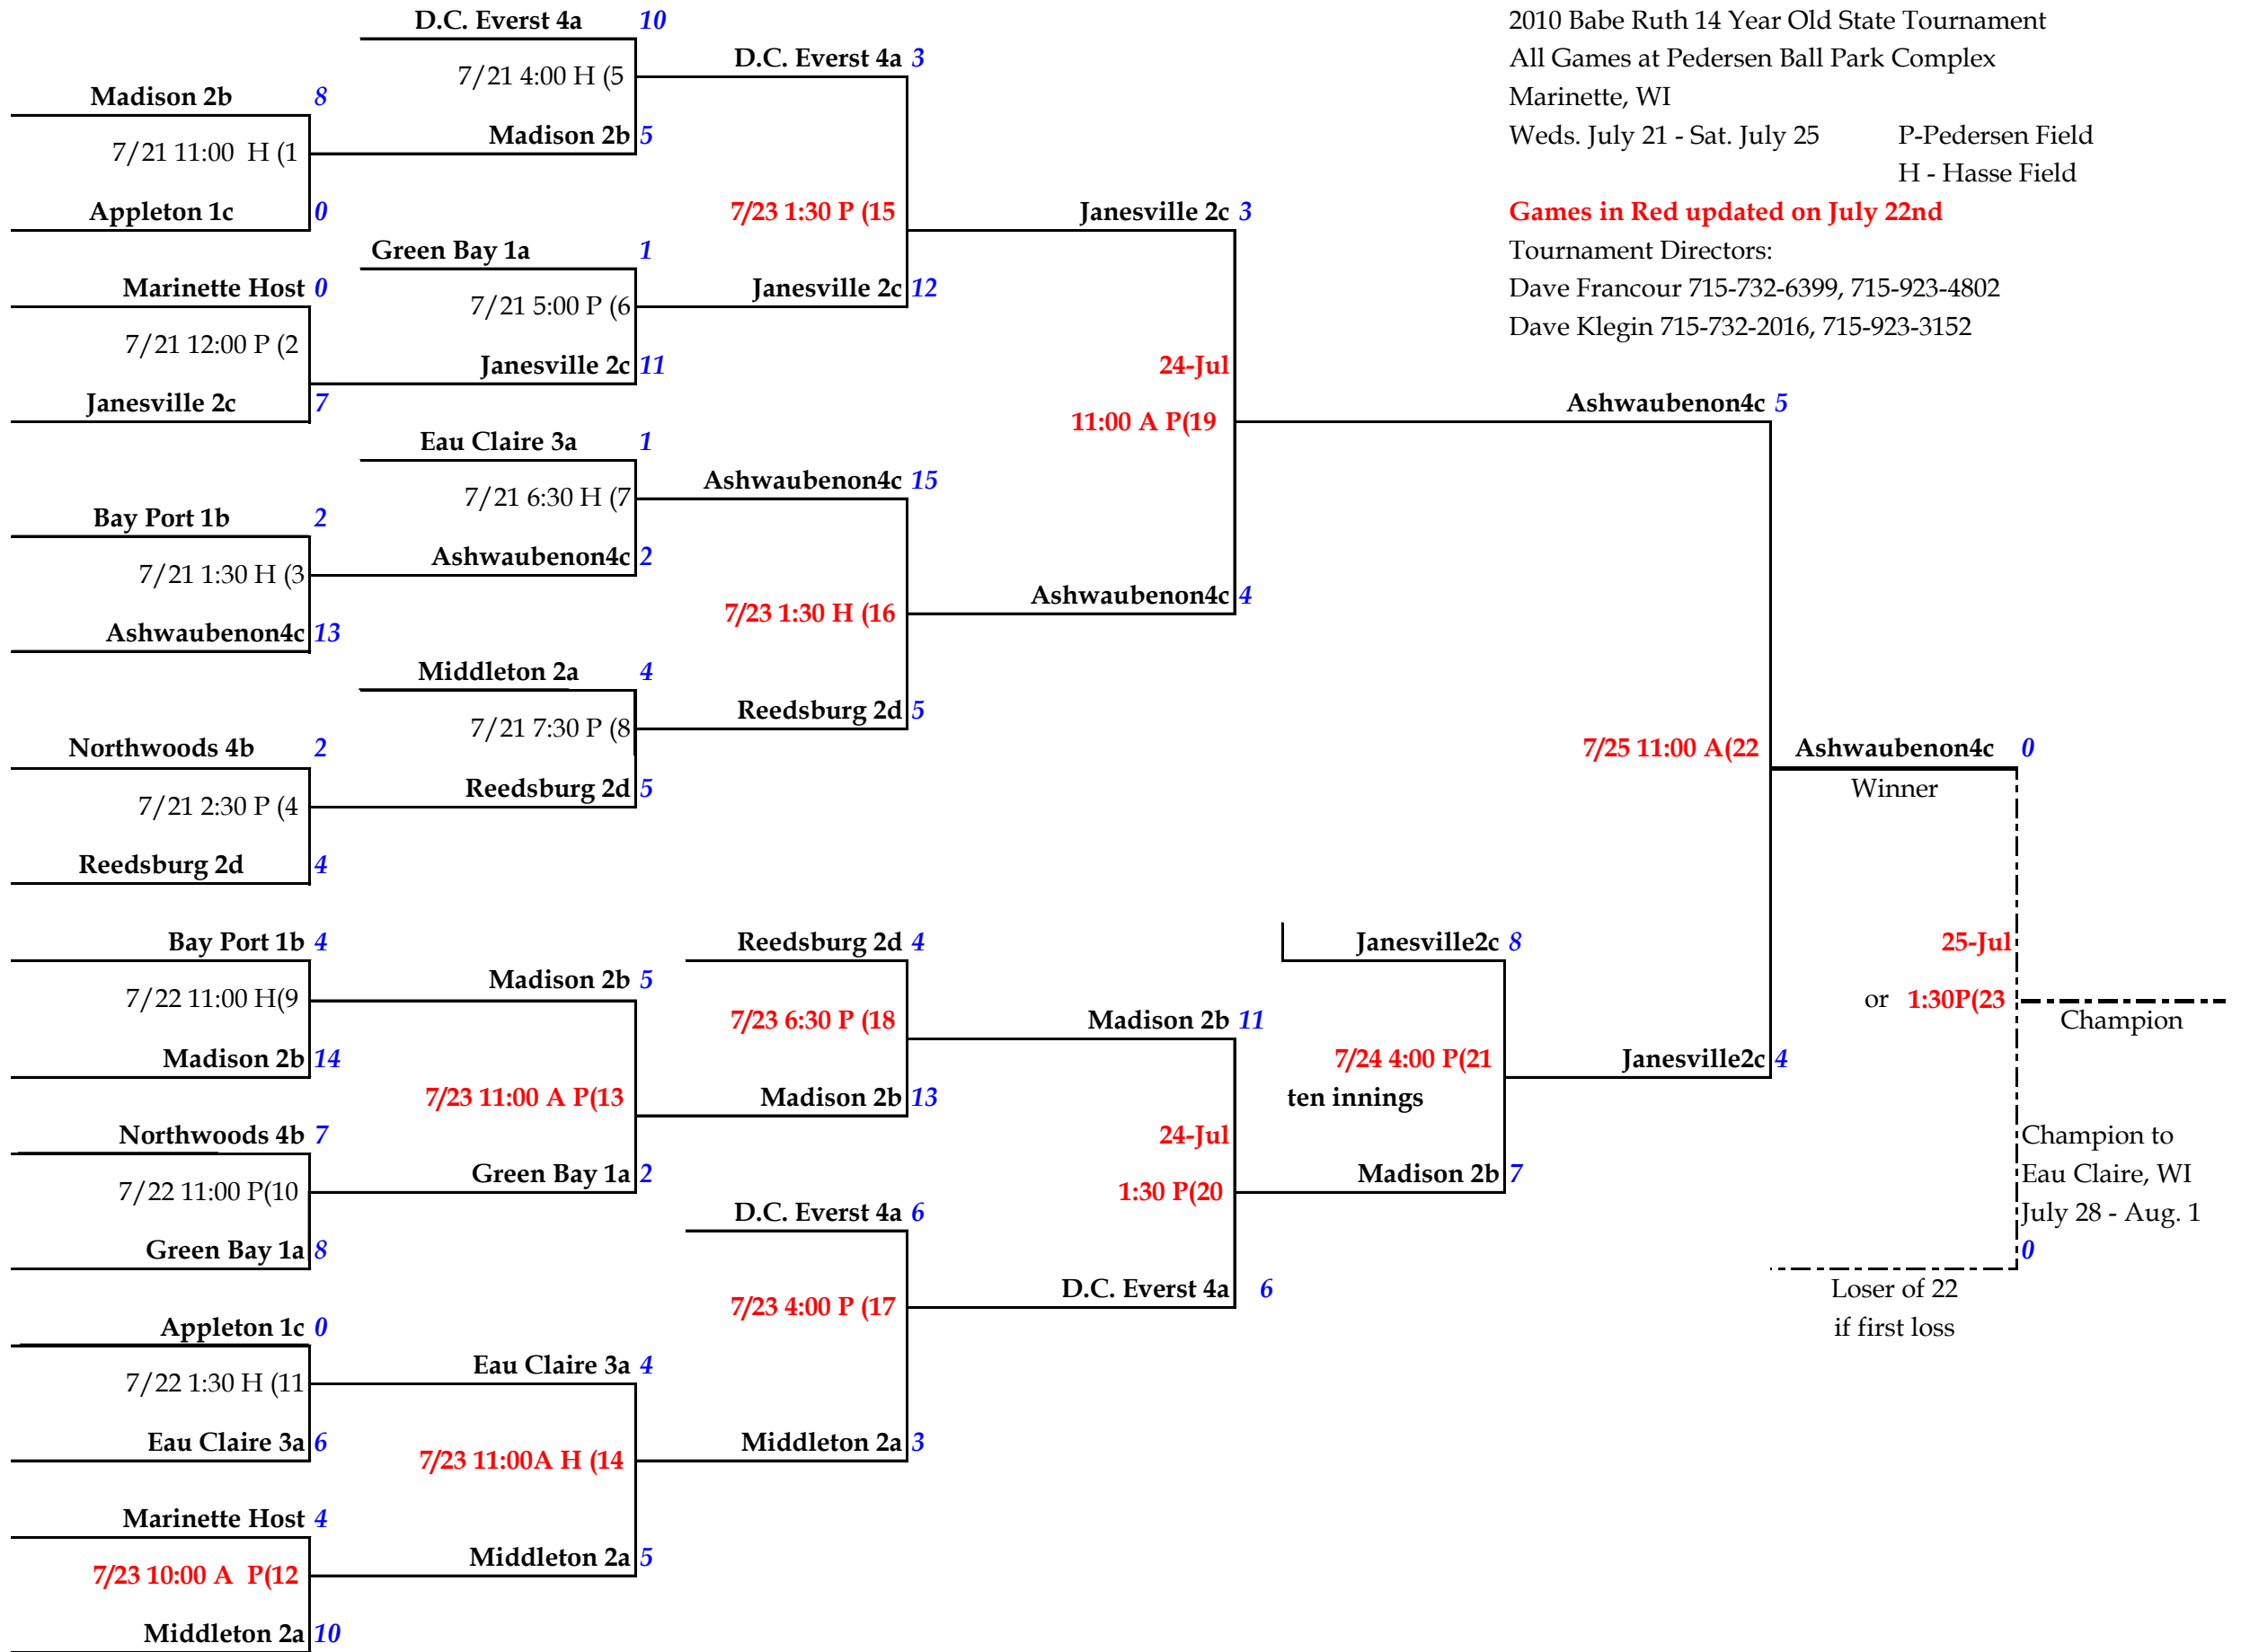 D.C. Everst 4a 10
7/21 4:00 H (5
Madison 2b 5
Madison 2b 8
7/21 11:00 H (1
Appleton 1c 0
D.C. Everst 4a 3
7/23 1:30 P (15
Janesville 2c 12
Green Bay 1a 1
7/21 5:00 P (6
Janesville 2c 11
Marinette Host 0
7/21 12:00 P (2
Janesville 2c 7
Janesville 2c 3
24-Jul
11:00 A P(19
Ashwaubenon4c 4
Eau Claire 3a 1
7/21 6:30 H (7
Ashwaubenon4c 2
Bay Port 1b 2
7/21 1:30 H (3
Ashwaubenon4c 13
Ashwaubenon4c 15
7/23 1:30 H (16
Reedsburg 2d 5
Middleton 2a 4
7/21 7:30 P (8
Reedsburg 2d 5
Northwoods 4b 2
7/21 2:30 P (4
Reedsburg 2d 4
2010 Babe Ruth 14 Year Old State Tournament
All Games at Pedersen Ball Park Complex
Marinette, WI
Weds. July 21 - Sat. July 25 P-Pedersen Field
H - Hasse Field
Games in Red updated on July 22nd
Tournament Directors:
Dave Francour 715-732-6399, 715-923-4802
Dave Klegin 715-732-2016, 715-923-3152
Ashwaubenon4c 5
7/25 11:00 A(22
Janesville2c 4
Ashwaubenon4c 0
Winner
25-Jul
or 1:30P(23
Champion
Champion to
Eau Claire, WI
July 28 - Aug. 1
0
Loser of 22
if first loss
Bay Port 1b 4
7/22 11:00 H(9
Madison 2b 14
Madison 2b 5
7/23 11:00 A P(13
Green Bay 1a 2
Northwoods 4b 7
7/22 11:00 P(10
Green Bay 1a 8
Reedsburg 2d 4
7/23 6:30 P (18
Madison 2b 13
Madison 2b 11
24-Jul
1:30 P(20
D.C. Everst 4a 6
Janesville2c 8
7/24 4:00 P(21
ten innings
Madison 2b 7
D.C. Everst 4a 6
7/23 4:00 P (17
Middleton 2a 3
Appleton 1c 0
7/22 1:30 H (11
Eau Claire 3a 6
Eau Claire 3a 4
7/23 11:00A H (14
Middleton 2a 5
Marinette Host 4
7/23 10:00 A P(12
Middleton 2a 10